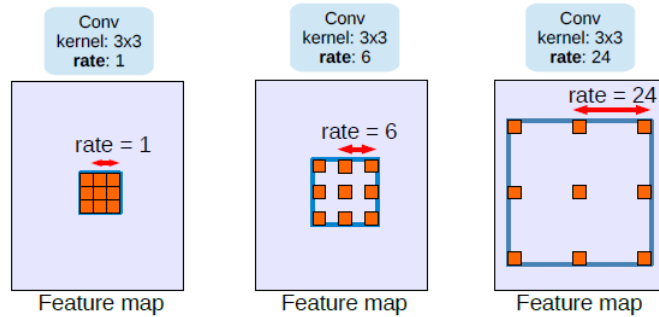 Conv
kernel: 3x3
rate: 1
rate = 1
Feature map
Conv
kernel: 3x3
rate: 6
rate = 6
Feature map
Conv
kernel: 3x3
rate: 24
rate = 24
Feature map